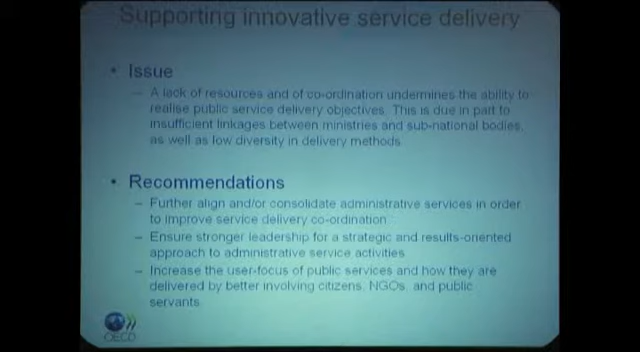 Supporting innovative service delivery
• Issue
– A lack of resources and of co-ordination undermines the ability to
realise public service delivery objectives. This is due in part to
insufficient linkages between ministries and sub-national bodies,
as well as low diversity in delivery methods.
• Recommendations
– Further align and/or consolidate administrative services in order
to improve service delivery co-ordination
– Ensure stronger leadership for a strategic and results-oriented
approach to administrative service activities
– Increase the user-focus of public services and how they are
delivered by better involving citizens, NGOs, and public
servants.
OECD